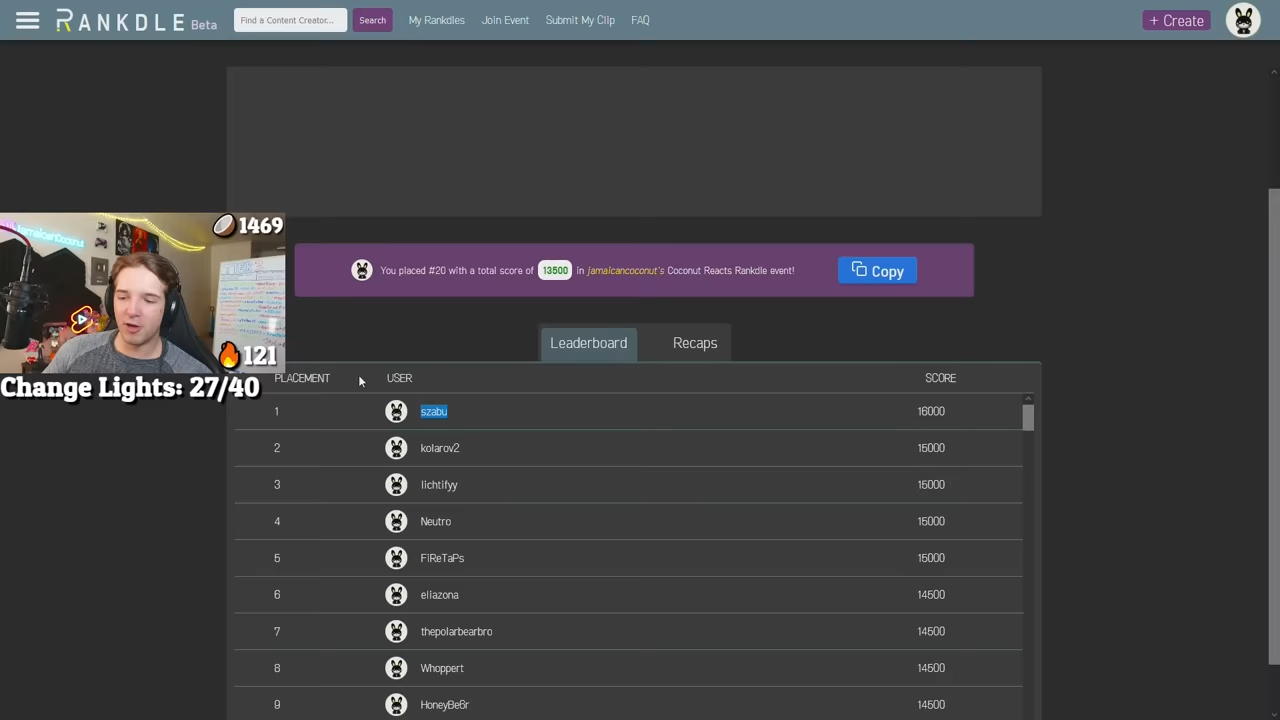 RANKDLE Beta
Find a Content Creator...
Search
My Rankdles
Join Event
Submit My Clip
FAQ
+ Create
You placed #20 with a total score of 13500 in jamaicancoconut's Coconut Reacts Rankdle event!
Copy
1469
121
Change Lights: 27/40
Leaderboard
Recaps
PLACEMENT USER SCORE
1 szabu 16000
2 kolarov2 15000
3 lichtifyy 15000
4 Neutro 15000
5 FiReTaPs 15000
6 eliazona 14500
7 thepolarbearbro 14500
8 Whoppert 14500
9 HoneyBe6r 14500